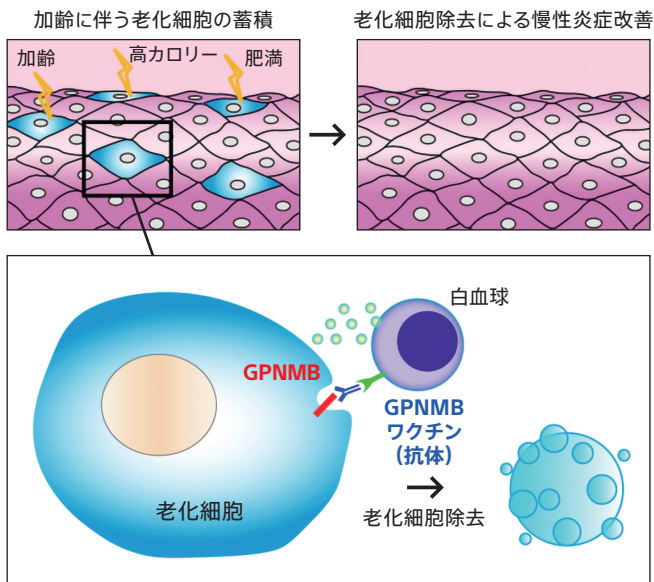 加齢に伴う老化細胞の蓄積
老化細胞除去による慢性炎症改善
加齢
高カロリー
肥満
白血球
GPNMB
GPNMB
ワクチン
(抗体)
老化細胞
老化細胞除去